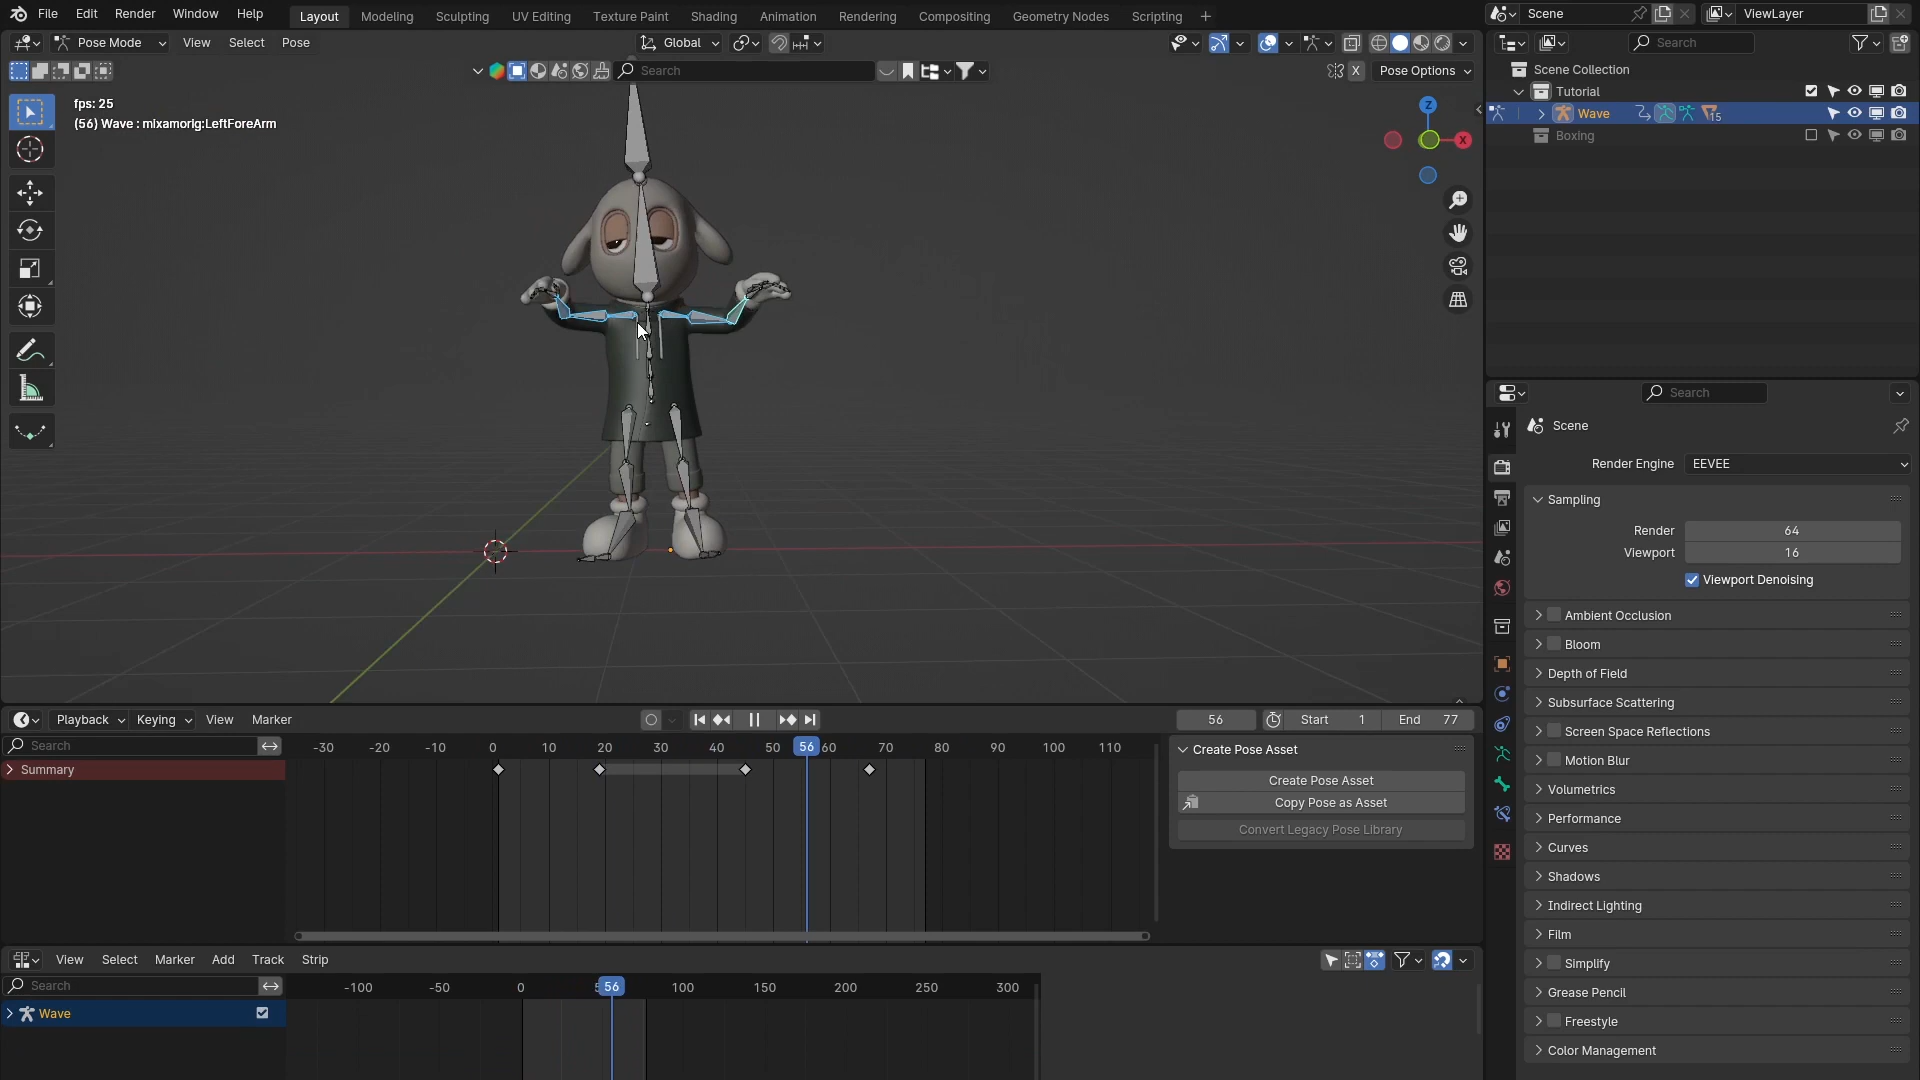 File Edit Render Window Help
Layout Modeling Sculpting UV Editing Texture Paint Shading Animation Rendering Compositing Geometry Nodes Scripting +
Scene
ViewLayer
Pose Mode View Select Pose
Global
Search
Search
X
Pose Options
fps: 25
(56) Wave : mixamorig:LeftForeArm
Z
X
Scene Collection
Tutorial
Wave
15
Boxing
Search
Scene
Render Engine EEVEE
Sampling
Render 64
Viewport 16
Viewport Denoising
Ambient Occlusion
Bloom
Depth of Field
Subsurface Scattering
Screen Space Reflections
Motion Blur
Volumetrics
Performance
Curves
Shadows
Indirect Lighting
Film
Simplify
Grease Pencil
Freestyle
Color Management
Playback Keying View Marker
56 Start 1 End 77
Search
-30 -20 -10 0 10 20 30 40 50 56 60 70 80 90 100 110
Summary
Create Pose Asset
Create Pose Asset
Copy Pose as Asset
Convert Legacy Pose Library
View Select Marker Add Track Strip
Search
-100 -50 0 56 100 150 200 250 300
Wave